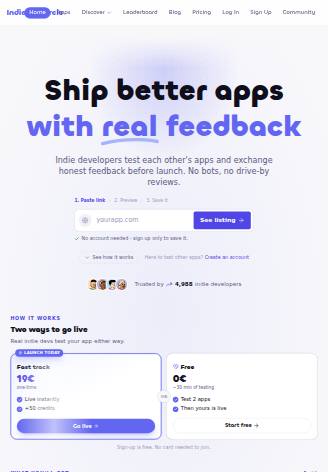 Home
Discover
Leaderboard
Blog
Pricing
Log In
Sign Up
Community
Ship better apps
with real feedback
Indie developers test each other's apps and exchange
honest feedback before launch. No bots, no drive-by
reviews.
1. Paste link · 2. Preview · 3. Save it
yourapp.com
See listing →
✓ No account needed · sign up only to save it.
See how it works · Here to test other apps? Create an account
Trusted by 4,988 indie developers
HOW IT WORKS
Two ways to go live
Real indie devs test your app either way.
LAUNCH TODAY
Fast track
19€
one-time
Live instantly
+50 credits
Go live →
OR
Free
0€
~30 min of testing
Test 2 apps
Then yours is live
Start free →
Sign-up is free. No card needed to join.